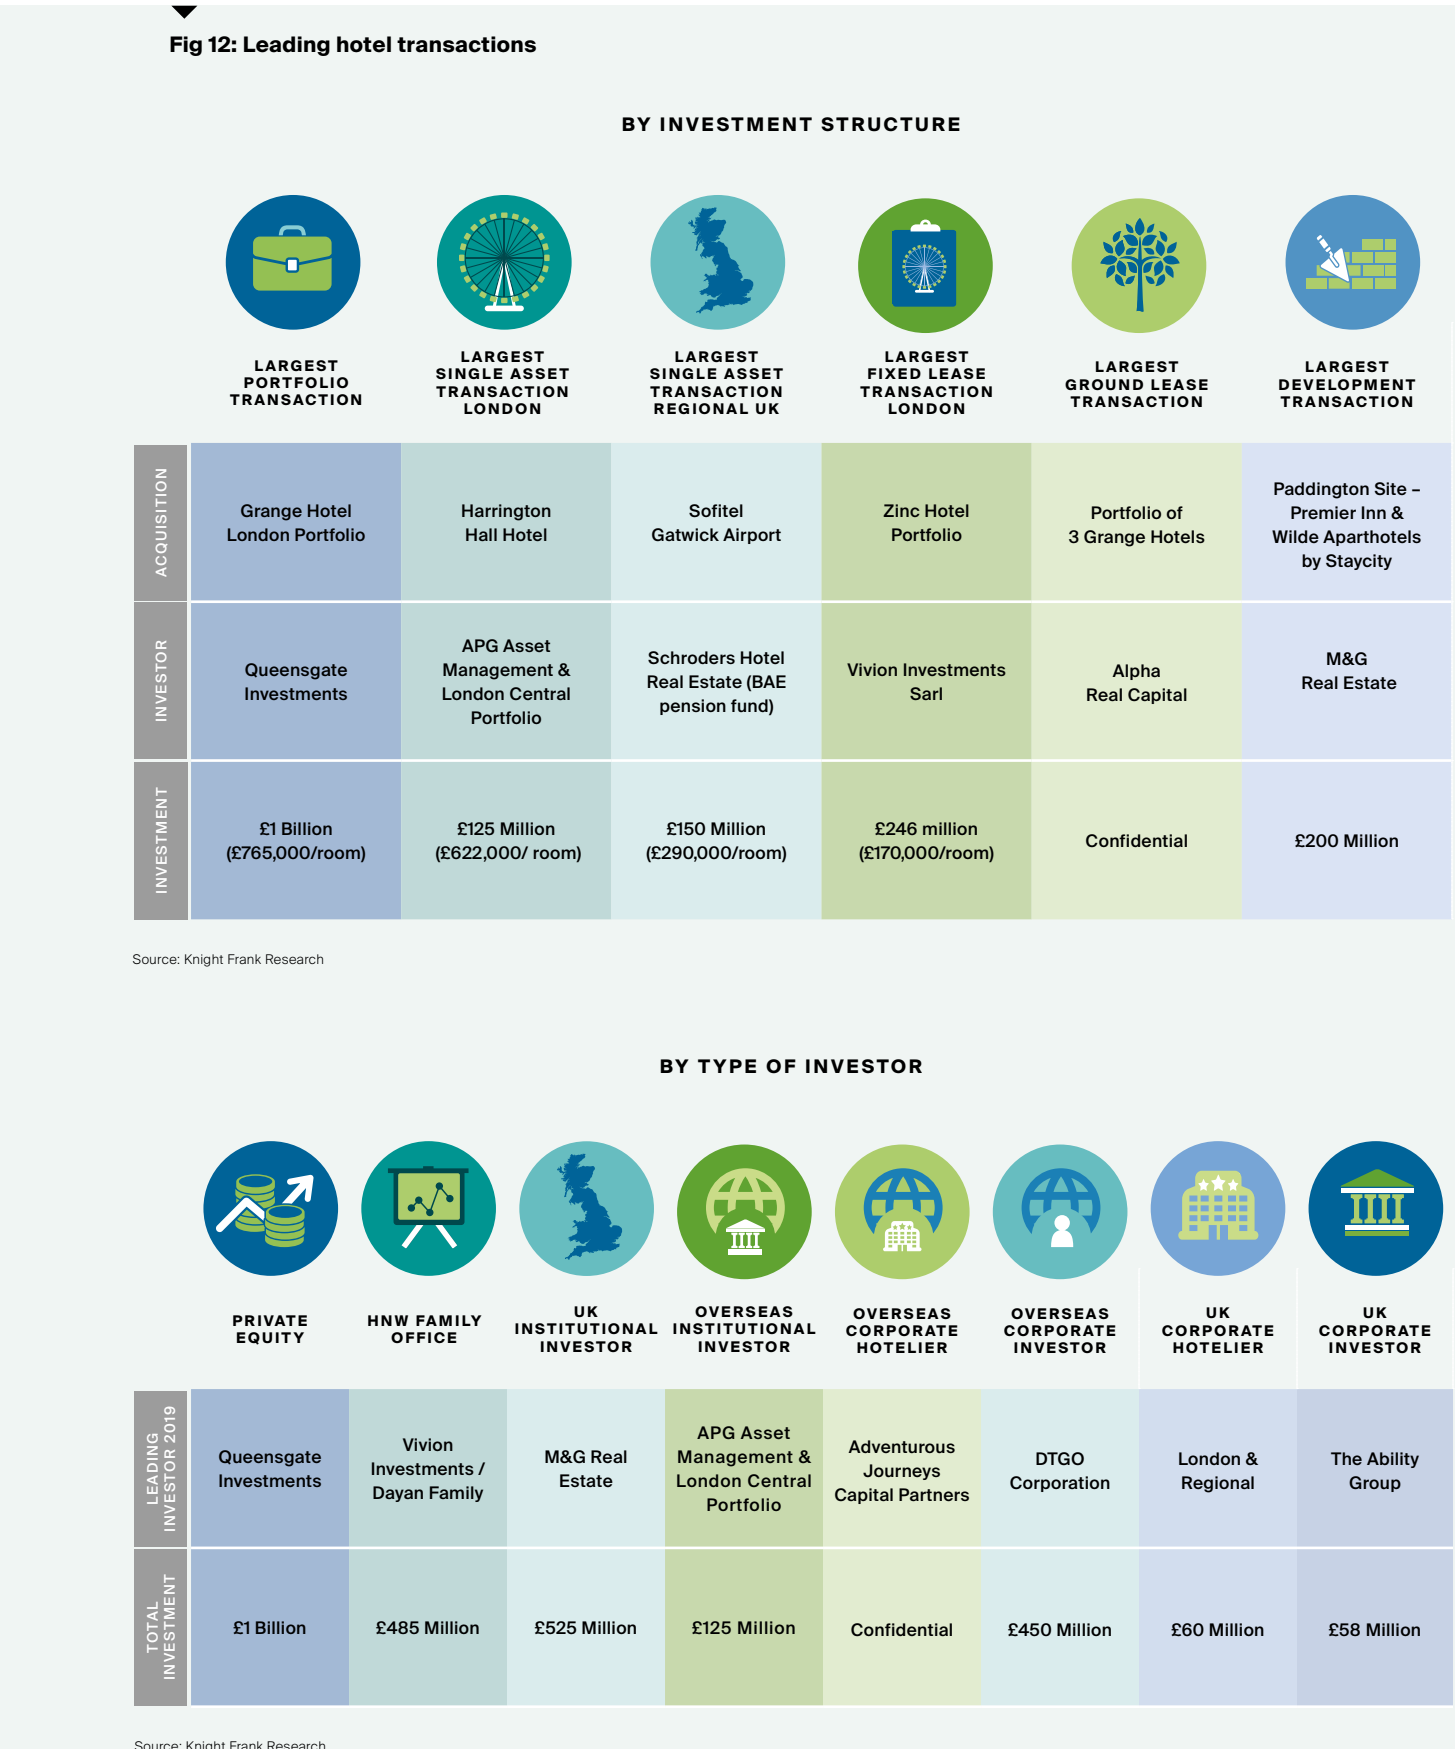 Fig 12: Leading hotel transactions
BY INVESTMENT STRUCTURE
LARGEST
PORTFOLIO
TRANSACTION
LARGEST
SINGLE ASSET
TRANSACTION
LONDON
LARGEST
SINGLE ASSET
TRANSACTION
REGIONAL UK
LARGEST
FIXED LEASE
TRANSACTION
LONDON
LARGEST
GROUND LEASE
TRANSACTION
LARGEST
DEVELOPMENT
TRANSACTION
ACQUISITION
Grange Hotel
London Portfolio
Harrington
Hall Hotel
Sofitel
Gatwick Airport
Zinc Hotel
Portfolio
Portfolio of
3 Grange Hotels
Paddington Site –
Premier Inn &
Wilde Aparthotels
by Staycity
INVESTOR
Queensgate
Investments
APG Asset
Management &
London Central
Portfolio
Schroders Hotel
Real Estate (BAE
pension fund)
Vivion Investments
Sarl
Alpha
Real Capital
M&G
Real Estate
INVESTMENT
£1 Billion
(£765,000/room)
£125 Million
(£622,000/ room)
£150 Million
(£290,000/room)
£246 million
(£170,000/room)
Confidential
£200 Million
Source: Knight Frank Research
BY TYPE OF INVESTOR
PRIVATE
EQUITY
HNW FAMILY
OFFICE
UK
INSTITUTIONAL
INVESTOR
OVERSEAS
INSTITUTIONAL
INVESTOR
OVERSEAS
CORPORATE
HOTELIER
OVERSEAS
CORPORATE
INVESTOR
UK
CORPORATE
HOTELIER
UK
CORPORATE
INVESTOR
LEADING
INVESTOR 2019
Queensgate
Investments
Vivion
Investments /
Dayan Family
M&G Real
Estate
APG Asset
Management &
London Central
Portfolio
Adventurous
Journeys
Capital Partners
DTGO
Corporation
London &
Regional
The Ability
Group
TOTAL
INVESTMENT
£1 Billion
£485 Million
£525 Million
£125 Million
Confidential
£450 Million
£60 Million
£58 Million
Source: Knight Frank Research